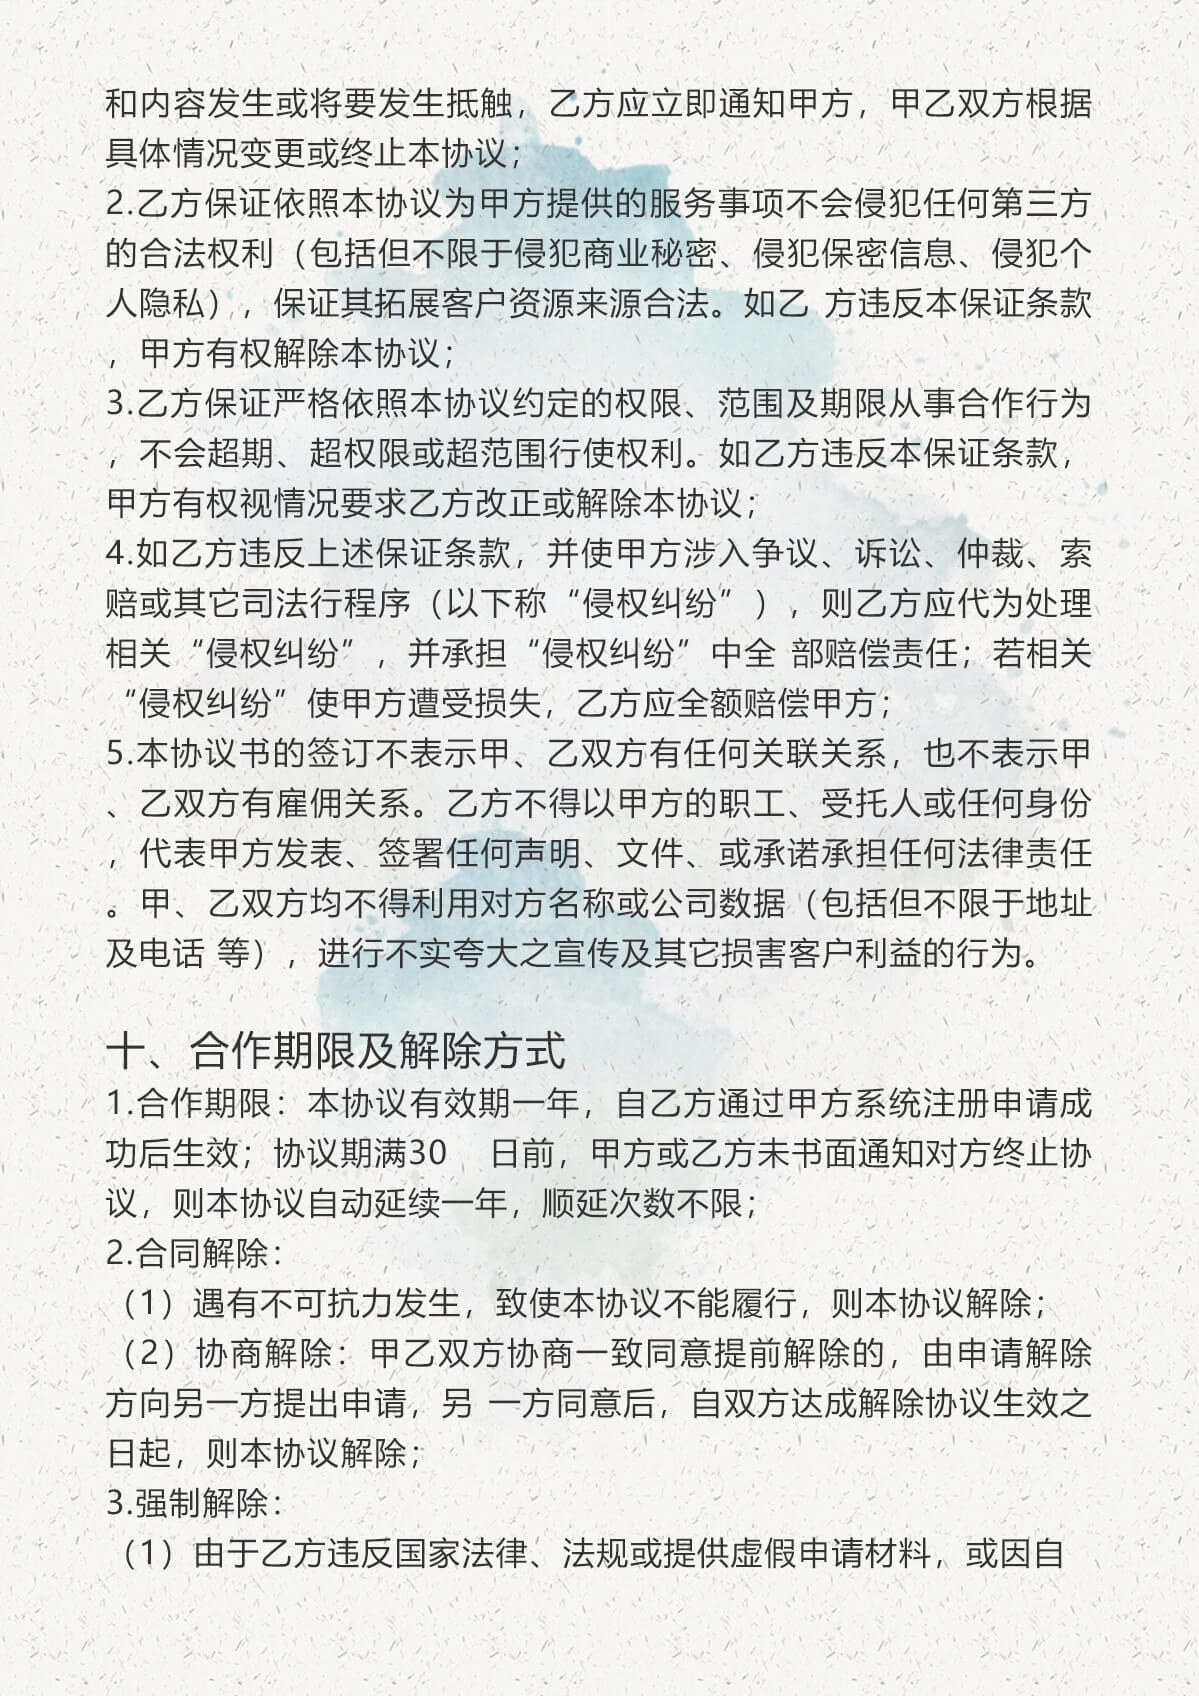 和内容发生或将要发生抵触，乙方应立即通知甲方，甲乙双方根据
具体情况变更或终止本协议；
2.乙方保证依照本协议为甲方提供的服务事项不会侵犯任何第三方
的合法权利（包括但不限于侵犯商业秘密、侵犯保密信息、侵犯个
人隐私），保证其拓展客户资源来源合法。如乙 方违反本保证条款
，甲方有权解除本协议；
3.乙方保证严格依照本协议约定的权限、范围及期限从事合作行为
，不会超期、超权限或超范围行使权利。如乙方违反本保证条款，
甲方有权视情况要求乙方改正或解除本协议；
4.如乙方违反上述保证条款，并使甲方涉入争议、诉讼、仲裁、索
赔或其它司法行程序（以下称“侵权纠纷”），则乙方应代为处理
相关“侵权纠纷”，并承担“侵权纠纷”中全 部赔偿责任；若相关
“侵权纠纷”使甲方遭受损失，乙方应全额赔偿甲方；
5.本协议书的签订不表示甲、乙双方有任何关联关系，也不表示甲
、乙双方有雇佣关系。乙方不得以甲方的职工、受托人或任何身份
，代表甲方发表、签署任何声明、文件、或承诺承担任何法律责任
。甲、乙双方均不得利用对方名称或公司数据（包括但不限于地址
及电话 等），进行不实夸大之宣传及其它损害客户利益的行为。
十、合作期限及解除方式
1.合作期限：本协议有效期一年，自乙方通过甲方系统注册申请成
功后生效；协议期满30 日前，甲方或乙方未书面通知对方终止协
议，则本协议自动延续一年，顺延次数不限；
2.合同解除：
（1）遇有不可抗力发生，致使本协议不能履行，则本协议解除；
（2）协商解除：甲乙双方协商一致同意提前解除的，由申请解除
方向另一方提出申请，另 一方同意后，自双方达成解除协议生效之
日起，则本协议解除；
3.强制解除：
（1）由于乙方违反国家法律、法规或提供虚假申请材料，或因自